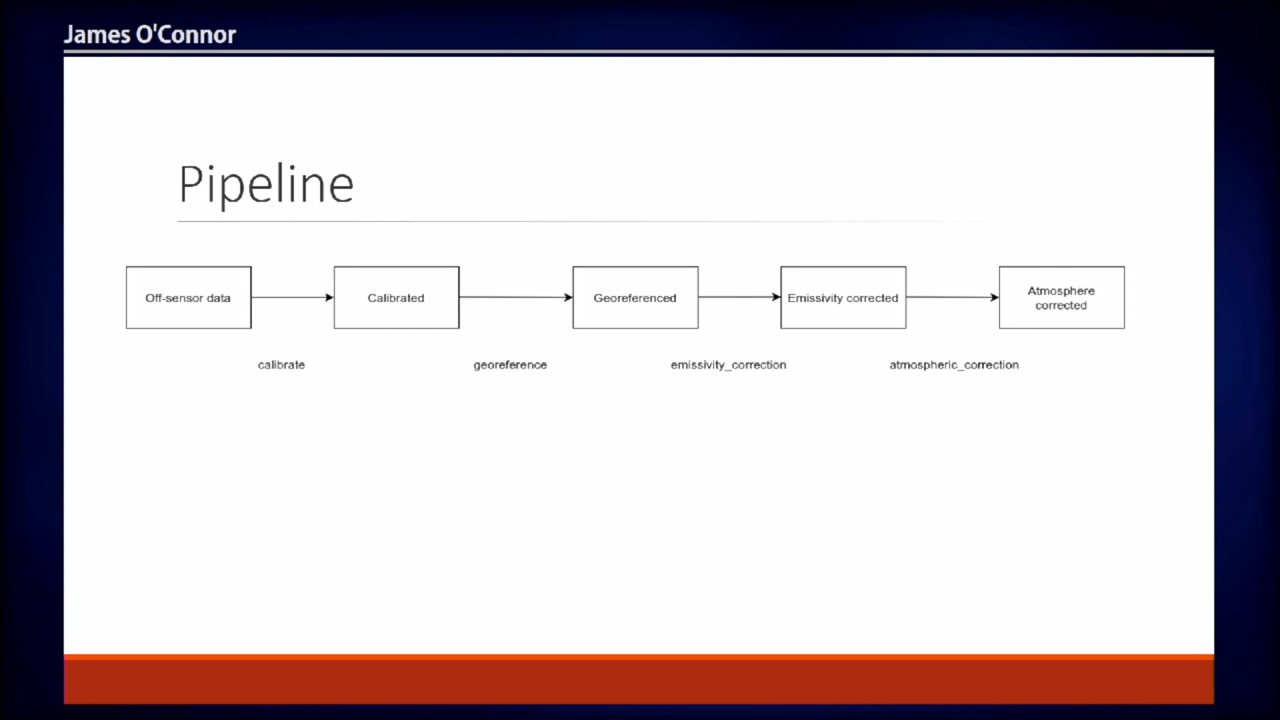 James O'Connor
Pipeline
Off-sensor data
Calibrated
Georeferenced
Emissivity corrected
Atmosphere
corrected
calibrate
georeference
emissivity_correction
atmospheric_correction